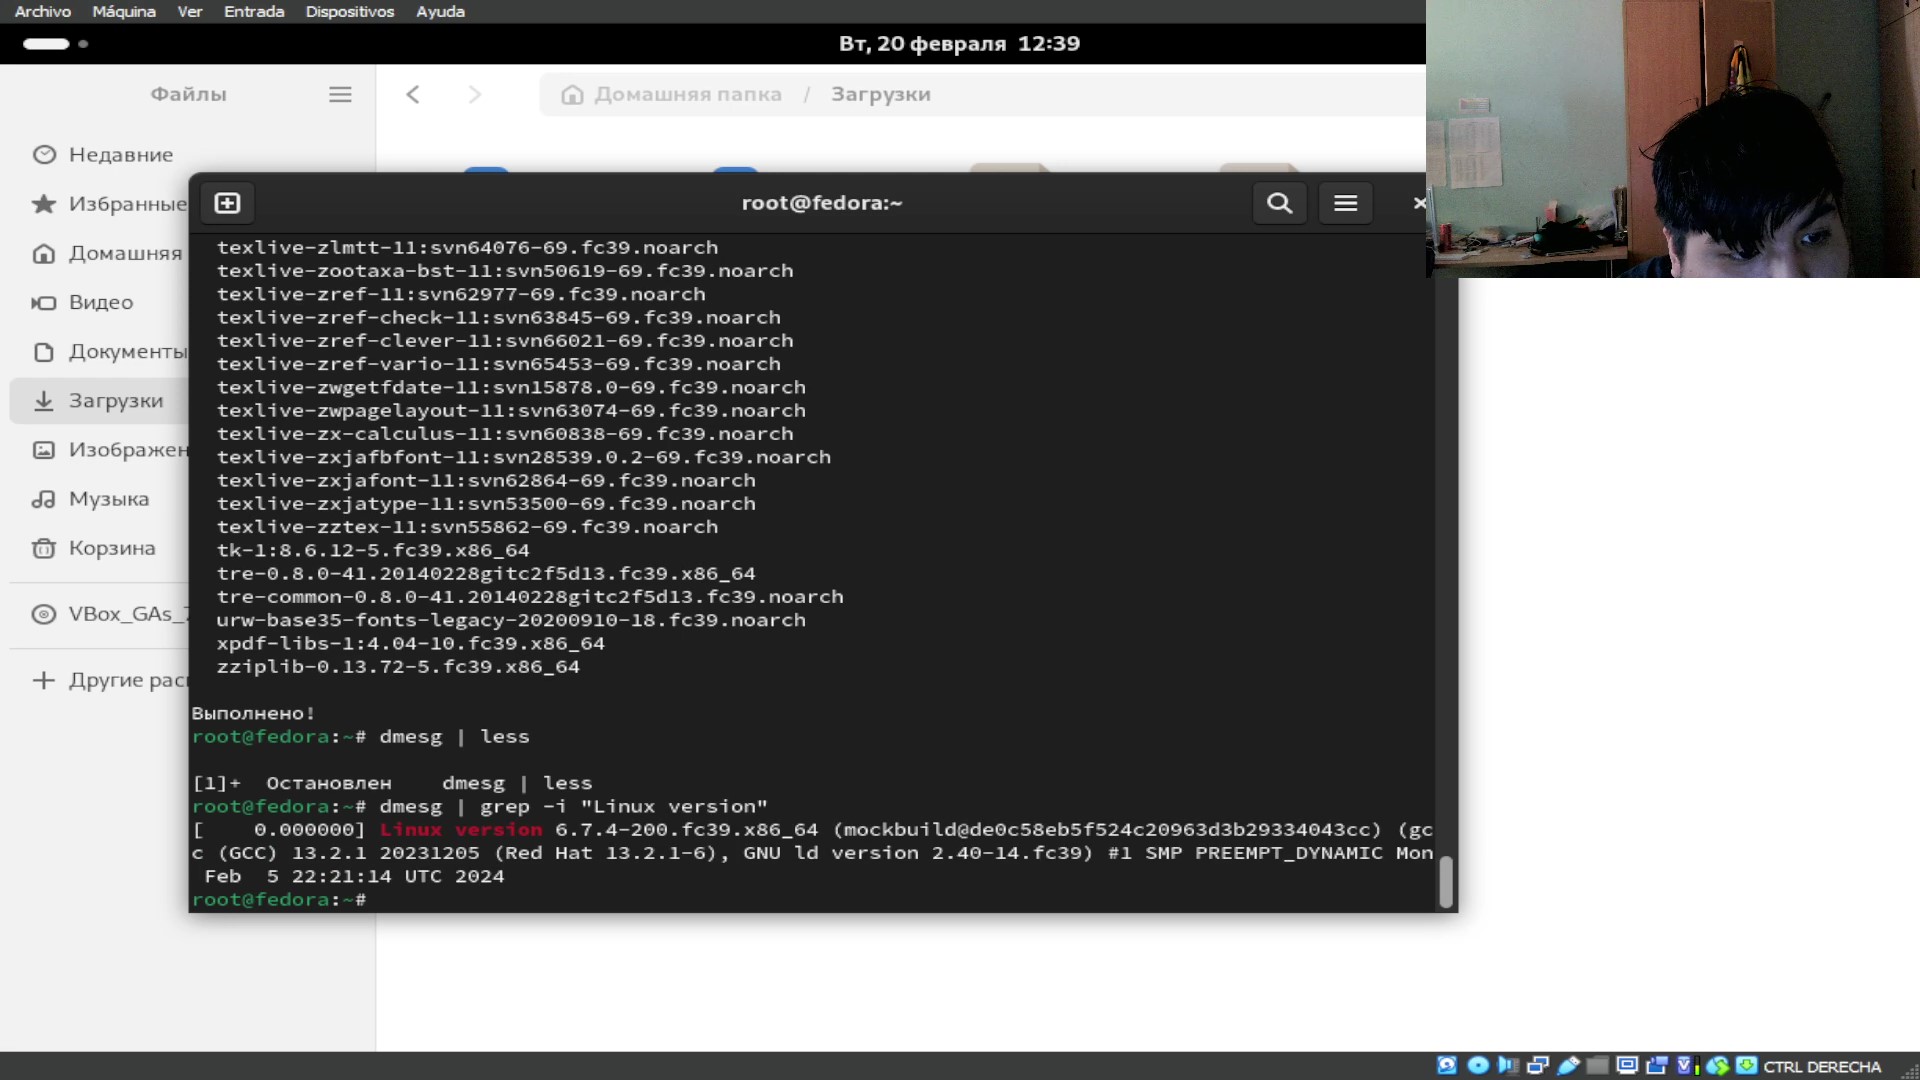 Archivo Máquina Ver Entrada Dispositivos Ayuda
Вт, 20 февраля 12:39
Файлы
Домашняя папка / Загрузки
Недавние
Избранные
Домашняя
Видео
Документы
Загрузки
Изображен
Музыка
Корзина
VBox_GAs_7
Другие рас
root@fedora:~
texlive-zlmtt-11:svn64076-69.fc39.noarch
texlive-zootaxa-bst-11:svn50619-69.fc39.noarch
texlive-zref-11:svn62977-69.fc39.noarch
texlive-zref-check-11:svn63845-69.fc39.noarch
texlive-zref-clever-11:svn66021-69.fc39.noarch
texlive-zref-vario-11:svn65453-69.fc39.noarch
texlive-zwgetfdate-11:svn15878.0-69.fc39.noarch
texlive-zwpagelayout-11:svn63074-69.fc39.noarch
texlive-zx-calculus-11:svn60838-69.fc39.noarch
texlive-zxjafbfont-11:svn28539.0.2-69.fc39.noarch
texlive-zxjafont-11:svn62864-69.fc39.noarch
texlive-zxjatype-11:svn53500-69.fc39.noarch
texlive-zztex-11:svn55862-69.fc39.noarch
tk-1:8.6.12-5.fc39.x86_64
tre-0.8.0-41.20140228gitc2f5d13.fc39.x86_64
tre-common-0.8.0-41.20140228gitc2f5d13.fc39.noarch
urw-base35-fonts-legacy-20200910-18.fc39.noarch
xpdf-libs-1:4.04-10.fc39.x86_64
zziplib-0.13.72-5.fc39.x86_64
Выполнено!
root@fedora:~# dmesg | less
[1]+  Остановлен    dmesg | less
root@fedora:~# dmesg | grep -i "Linux version"
[    0.000000] Linux version 6.7.4-200.fc39.x86_64 (mockbuild@de0c58eb5f524c20963d3b29334043cc) (gc
c (GCC) 13.2.1 20231205 (Red Hat 13.2.1-6), GNU ld version 2.40-14.fc39) #1 SMP PREEMPT_DYNAMIC Mon
Feb  5 22:21:14 UTC 2024
root@fedora:~#
CTRL DERECHA